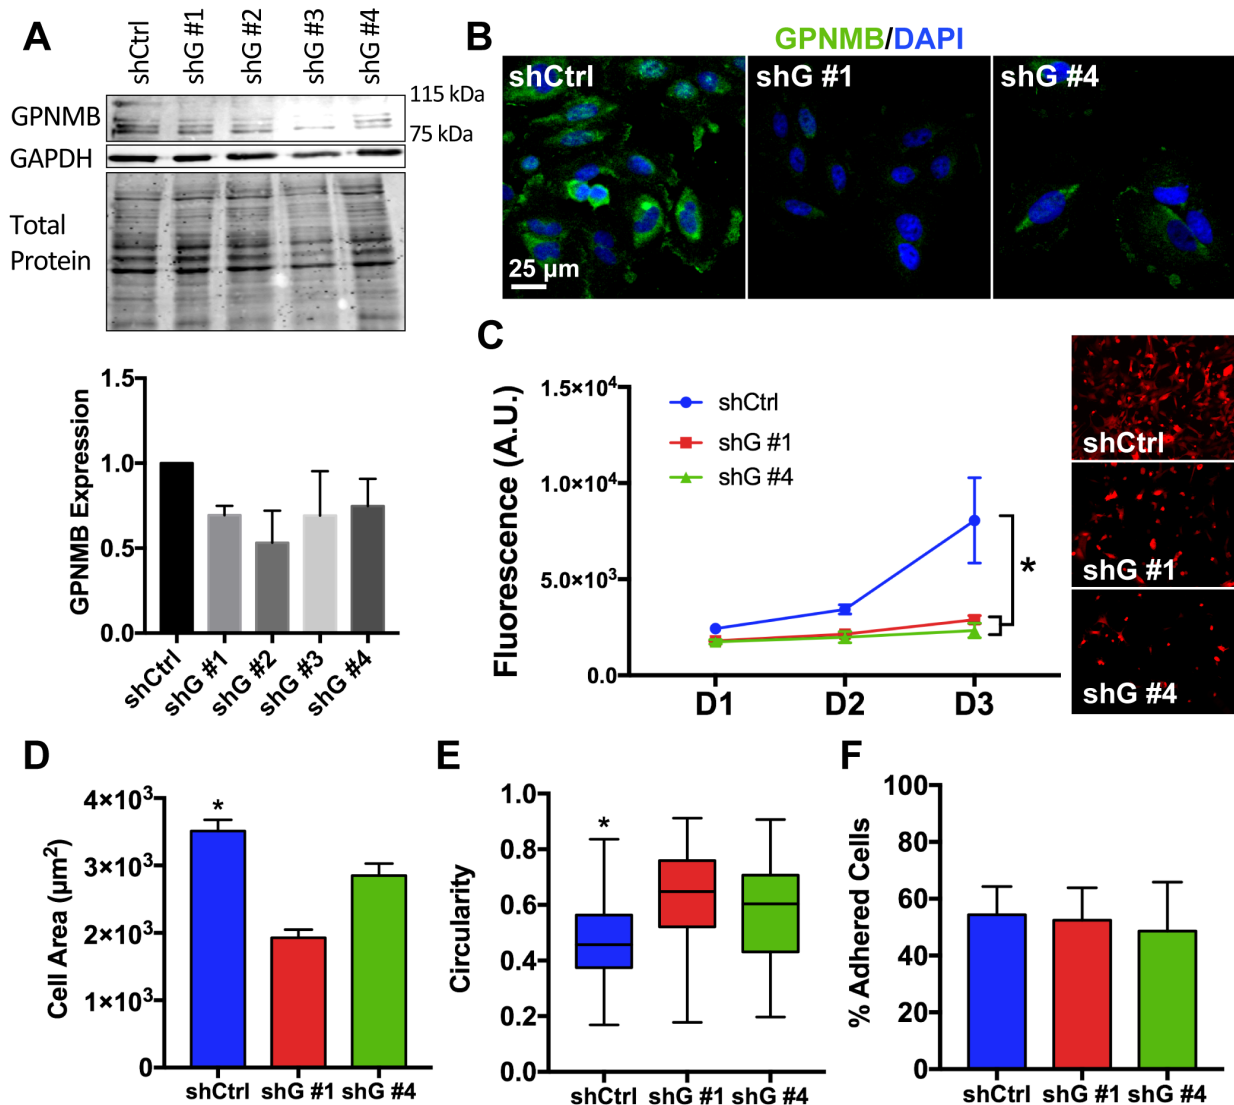 A
shCtrl
shG #1
shG #2
shG #3
shG #4
GPNMB
115 kDa
75 kDa
GAPDH
Total
Protein
GPNMB Expression
1.5
1.0
0.5
0.0
shCtrl
shG #1
shG #2
shG #3
shG #4
B
GPNMB/DAPI
shCtrl
shG #1
shG #4
25 µm
C
Fluorescence (A.U.)
1.5×10⁴
1.0×10⁴
5.0×10³
0.0
shCtrl
shG #1
shG #4
*
D1
D2
D3
shCtrl
shG #1
shG #4
D
Cell Area (µm²)
4×10³
3×10³
2×10³
1×10³
0
*
shCtrl
shG #1
shG #4
E
Circularity
1.0
0.8
0.6
0.4
0.2
0.0
*
shCtrl
shG #1
shG #4
F
% Adhered Cells
100
80
60
40
20
0
shCtrl
shG #1
shG #4